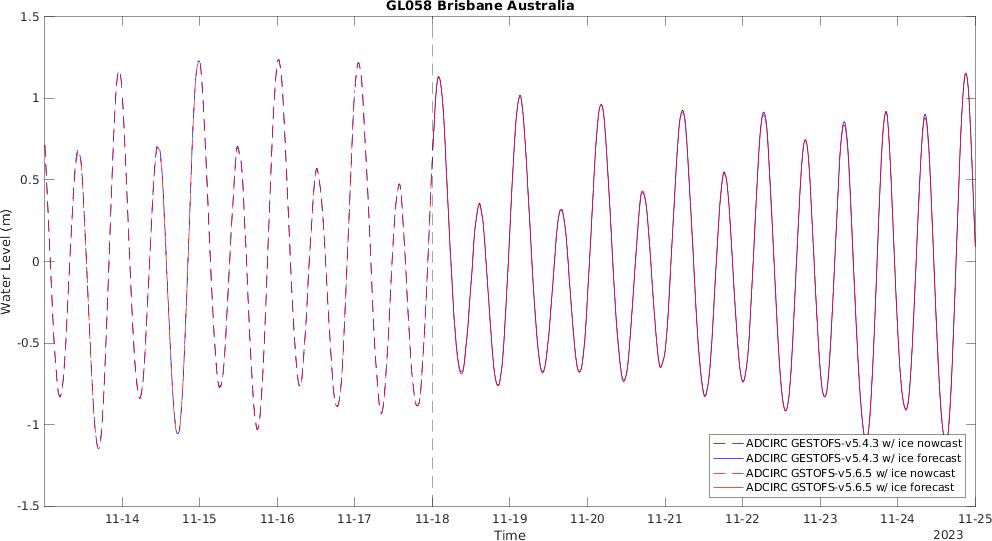 GL058 Brisbane Australia
1.5
1
0.5
0
-0.5
-1
-1.5
Water Level (m)
ADCIRC GESTOFS-v5.4.3 w/ ice nowcast
ADCIRC GESTOFS-v5.4.3 w/ ice forecast
ADCIRC GSTOFS-v5.6.5 w/ ice nowcast
ADCIRC GSTOFS-v5.6.5 w/ ice forecast
11-14 11-15 11-16 11-17 11-18 11-19 11-20 11-21 11-22 11-23 11-24 11-25
Time
2023